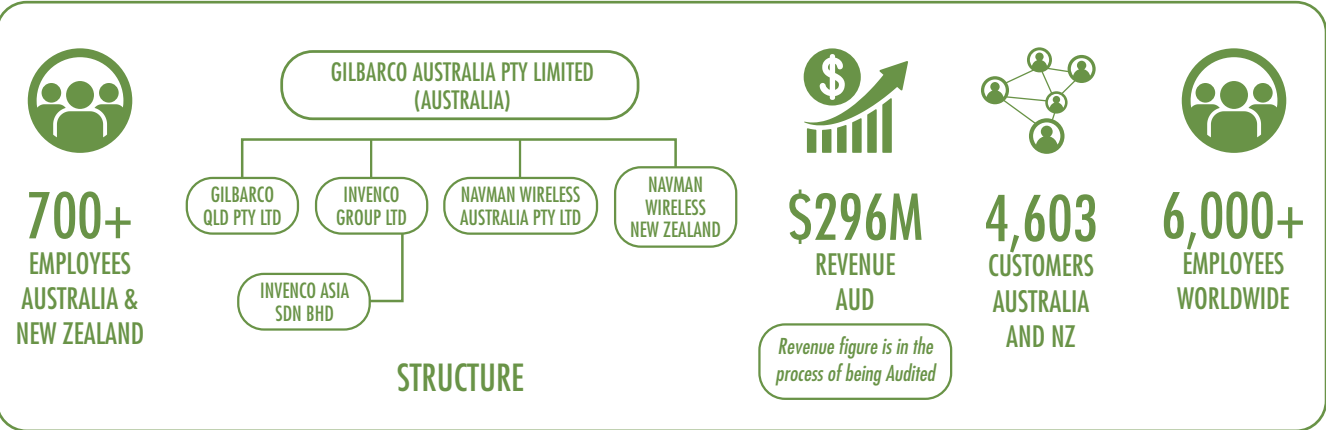 700+
EMPLOYEES
AUSTRALIA &
NEW ZEALAND
GILBARCO AUSTRALIA PTY LIMITED
(AUSTRALIA)
GILBARCO
QLD PTY LTD
INVENCO
GROUP LTD
NAVMAN WIRELESS
AUSTRALIA PTY LTD
NAVMAN
WIRELESS
NEW ZEALAND
INVENCO ASIA
SDN BHD
STRUCTURE
$
$296M
REVENUE
AUD
Revenue figure is in the
process of being Audited
4,603
CUSTOMERS
AUSTRALIA
AND NZ
6,000+
EMPLOYEES
WORLDWIDE